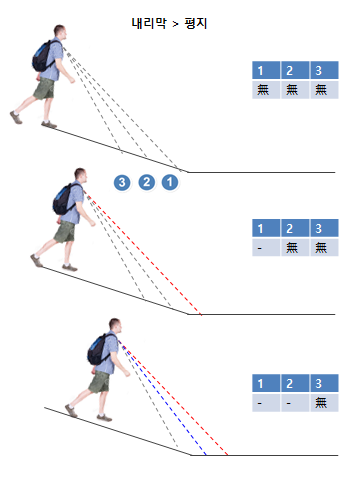 내리막 > 평지
1 2 3
無 無 無
3 2 1
1 2 3
- 無 無
1 2 3
- - 無